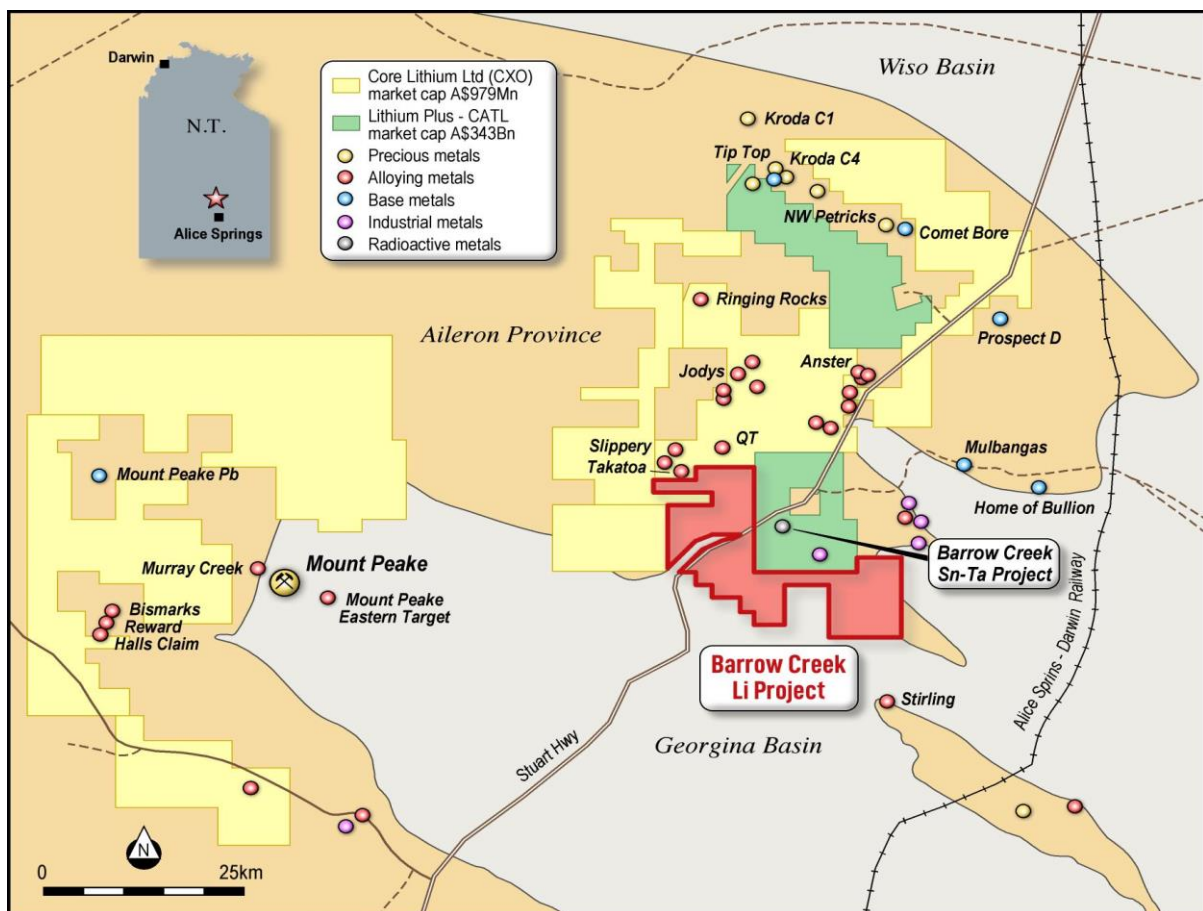 Darwin
N.T.
Alice Springs
Core Lithium Ltd (CXO)
market cap A$979Mn
Lithium Plus - CATL
market cap A$343Bn
Precious metals
Alloying metals
Base metals
Industrial metals
Radioactive metals
Wiso Basin
Kroda C1
Tip Top
Kroda C4
NW Petricks
Comet Bore
Ringing Rocks
Prospect D
Aileron Province
Jodys
Anster
QT
Slippery
Takatoa
Mulbangas
Home of Bullion
Mount Peake Pb
Barrow Creek
Sn-Ta Project
Murray Creek
Mount Peake
Mount Peake
Eastern Target
Bismarks
Reward
Halls Claim
Barrow Creek
Li Project
Stirling
Alice Sprins - Darwin Railway
Georgina Basin
Stuart Hwy
N
0
25km